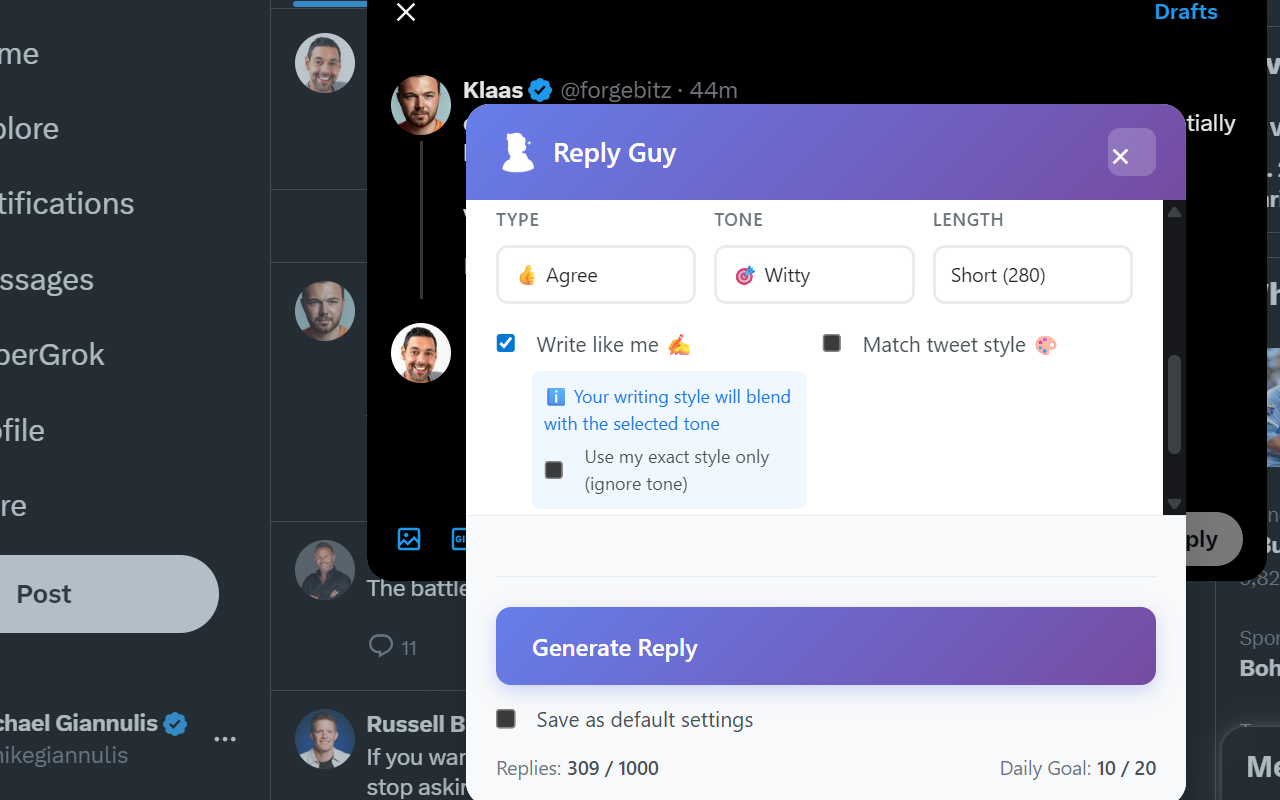 me
plore
tifications
ssages
perGrok
ofile
re
Post
chael Giannulis
nikegiannulis
Drafts
Klaas @forgebitz · 44m
tially
Reply Guy
TYPE TONE LENGTH
👍 Agree 🎯 Witty Short (280)
Write like me ✍️ Match tweet style 🎨
ℹ️ Your writing style will blend
with the selected tone
Use my exact style only
(ignore tone)
ply
The battle
11
Generate Reply
Save as default settings
Replies: 309 / 1000 Daily Goal: 10 / 20
Russell B
If you wan
stop askin
Spor
Boh
Me